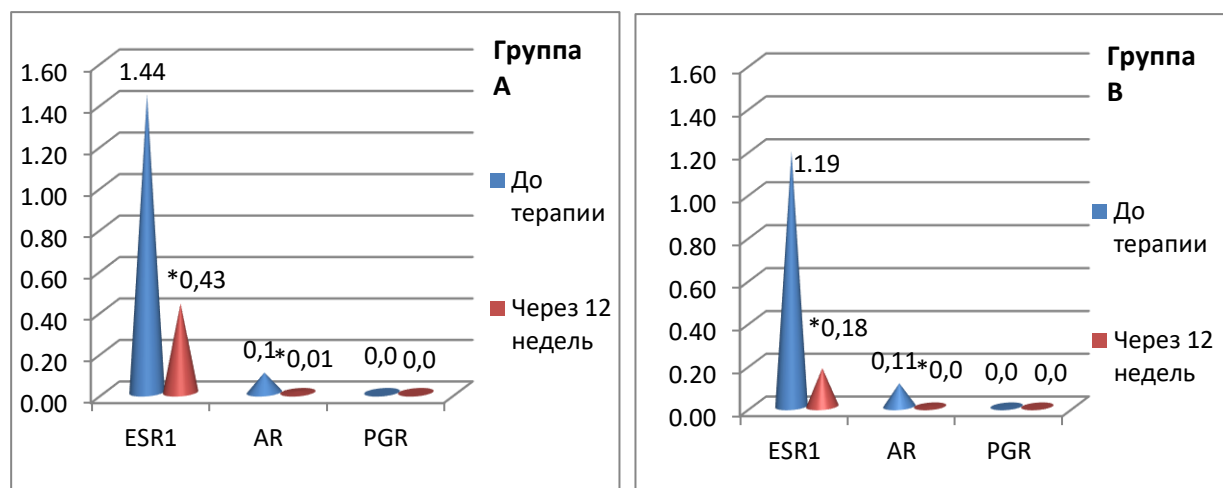 Группа
А
1.60
1.40
1.20
1.00
0.80
0.60
0.40
0.20
0.00
1.44
*0,43
0,1
*0,01
0,0
0,0
ESR1
AR
PGR
До
терапии
Через 12
недель
Группа
В
1.60
1.40
1.20
1.00
0.80
0.60
0.40
0.20
0.00
1.19
*0,18
0,11
*0,0
0,0
0,0
ESR1
AR
PGR
До
терапии
Через 12
недель